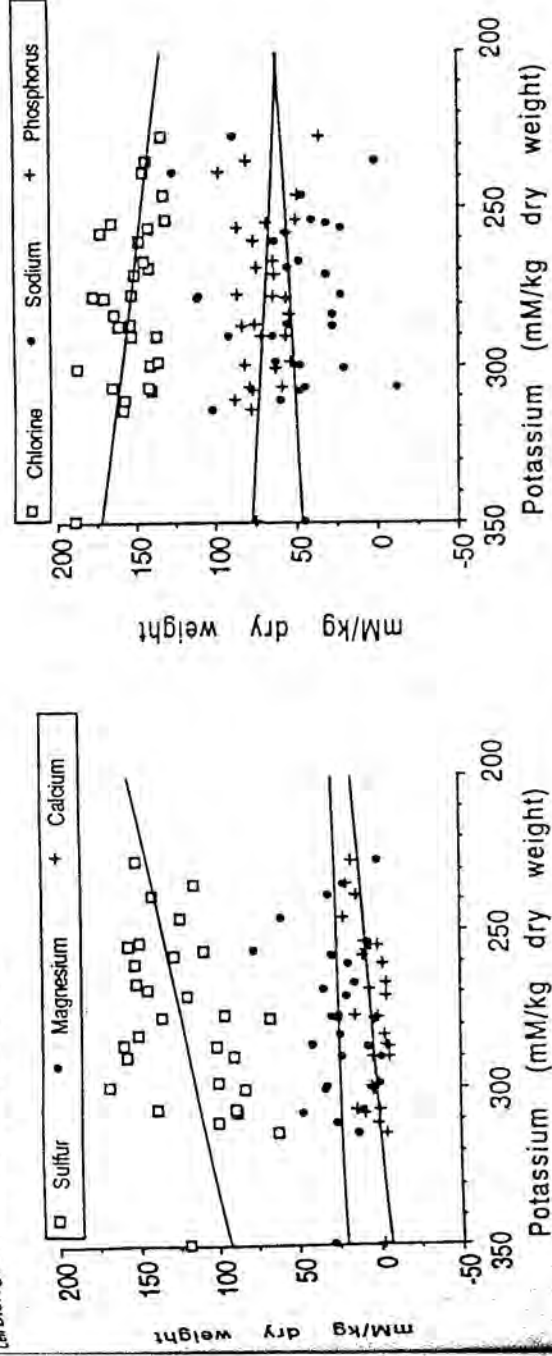 □ Sulfur ● Magnesium + Calcium
200
150
100
50
0
-50
mM/kg dry weight
350 300 250 200
Potassium (mM/kg dry weight)
□ Chlorine ● Sodium + Phosphorus
200
150
100
50
0
-50
mM/kg dry weight
350 300 250 200
Potassium (mM/kg dry weight)